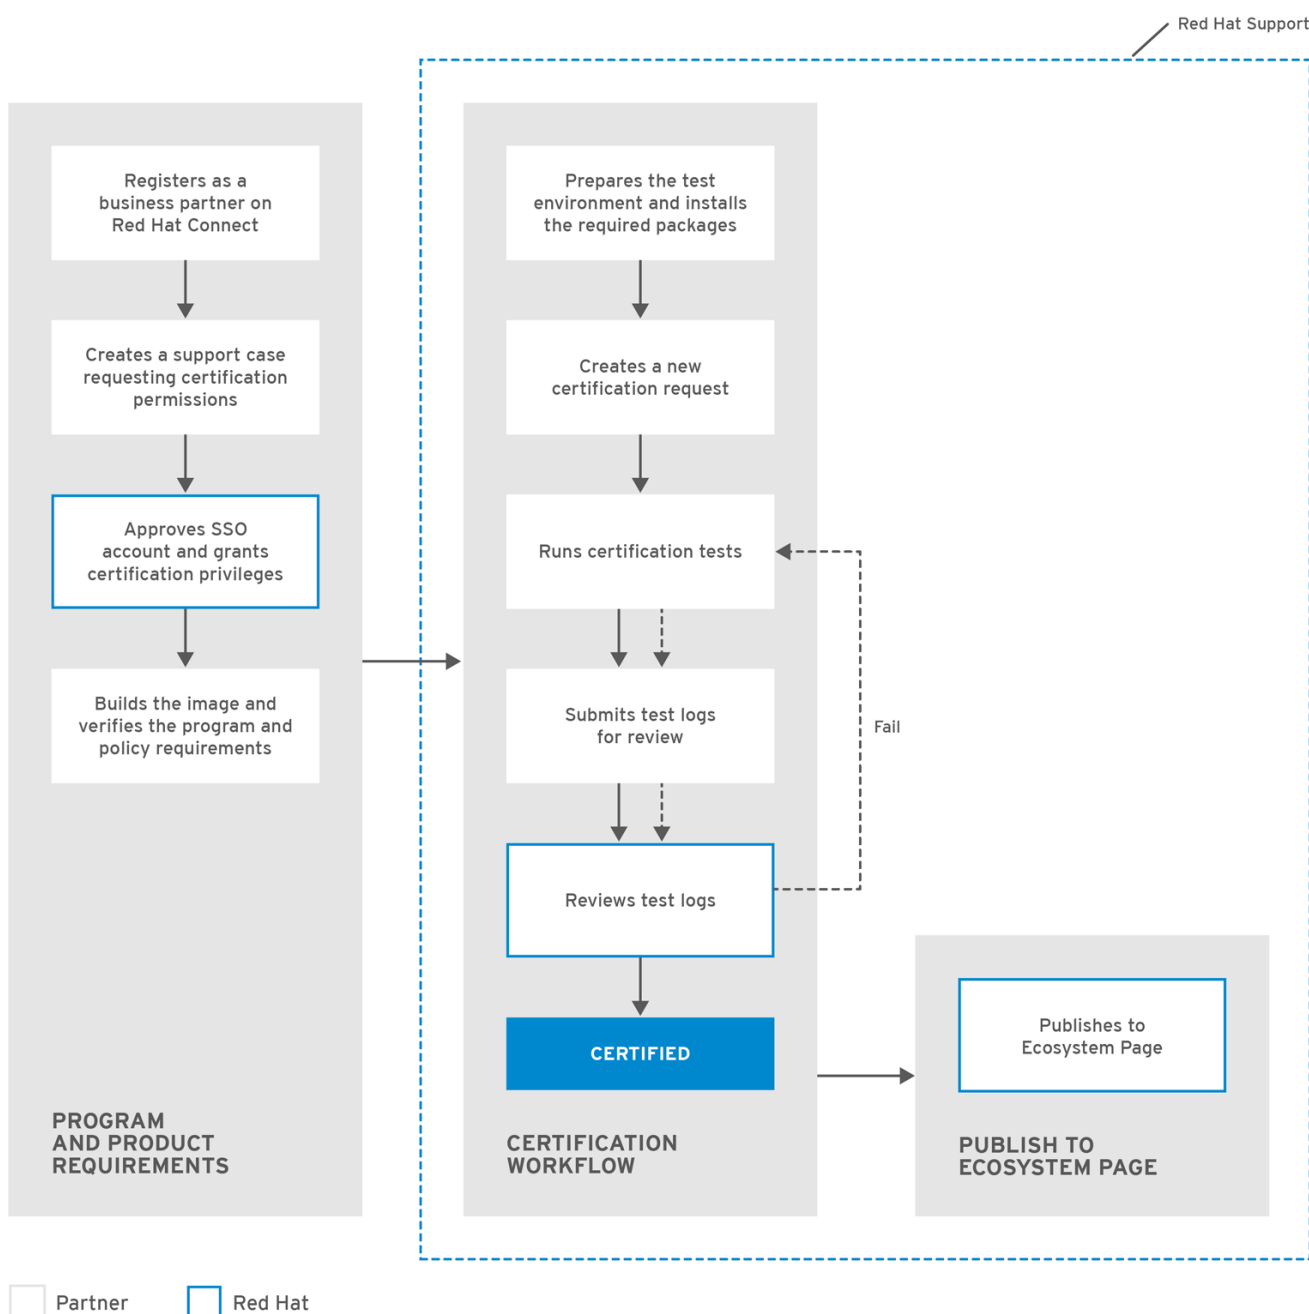 Red Hat Support
Registers as a
business partner on
Red Hat Connect
Creates a support case
requesting certification
permissions
Approves SSO
account and grants
certification privileges
Builds the image and
verifies the program and
policy requirements
PROGRAM
AND PRODUCT
REQUIREMENTS
Prepares the test
environment and installs
the required packages
Creates a new
certification request
Runs certification tests
Submits test logs
for review
Fail
Reviews test logs
CERTIFIED
CERTIFICATION
WORKFLOW
Publishes to
Ecosystem Page
PUBLISH TO
ECOSYSTEM PAGE
Partner
Red Hat